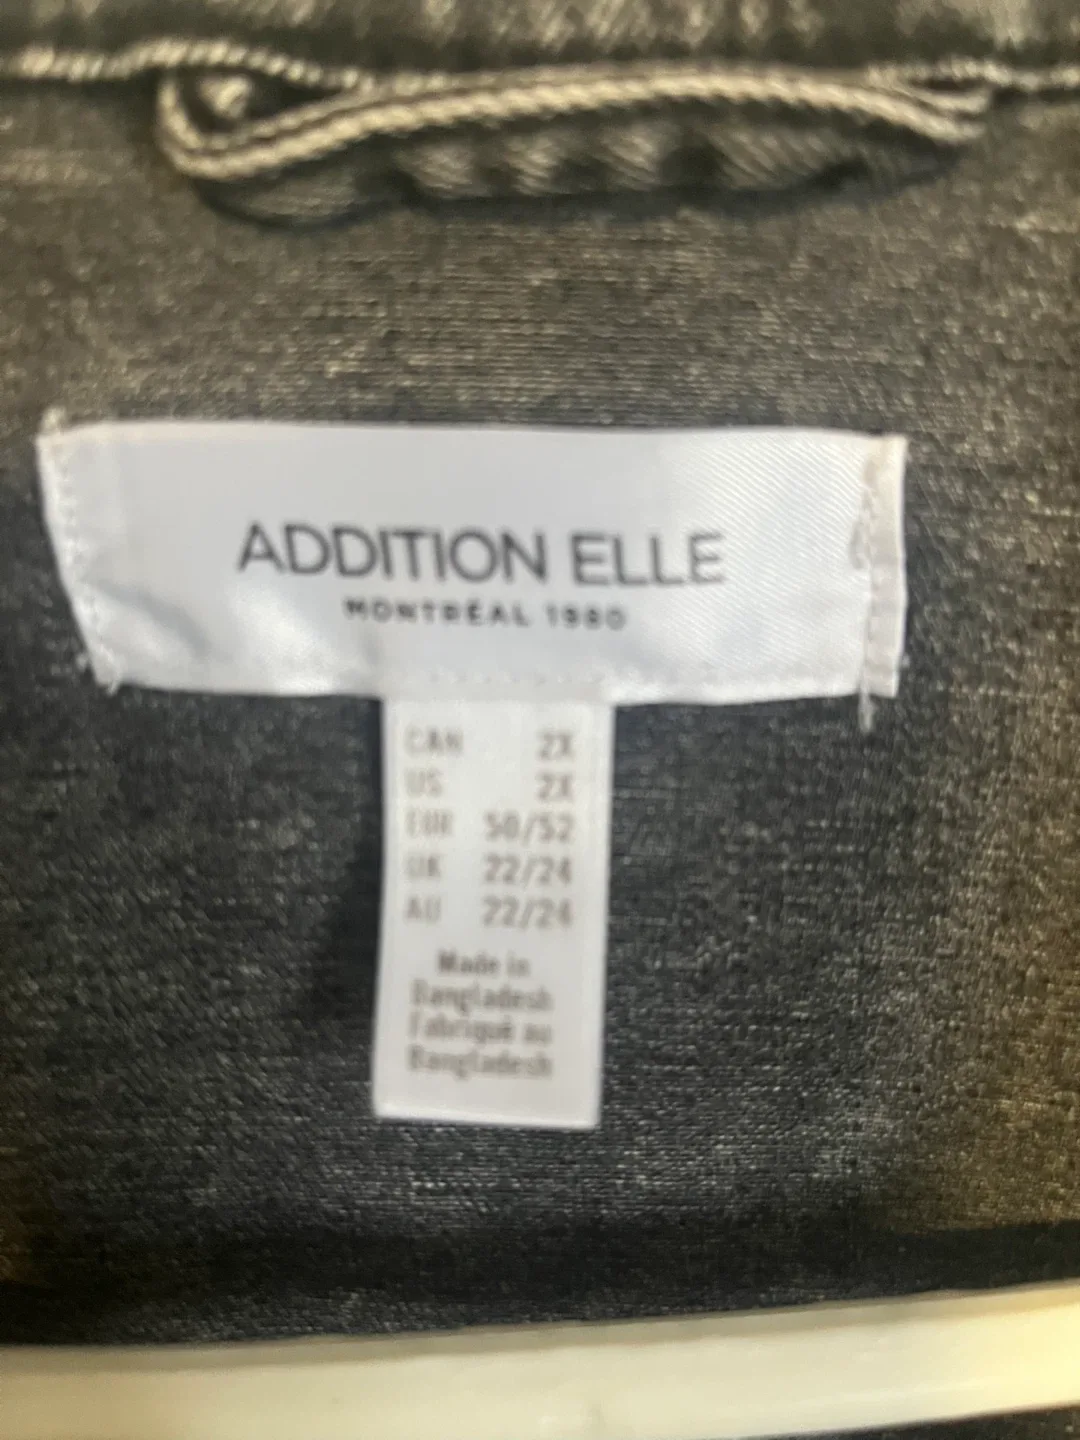 ADDITION ELLE
MONTRÉAL 1980
CAN 2X
US 2X
EUR 50/52
UK 22/24
AU 22/24
Made in
Bangladesh
Fabriqué au
Bangladesh